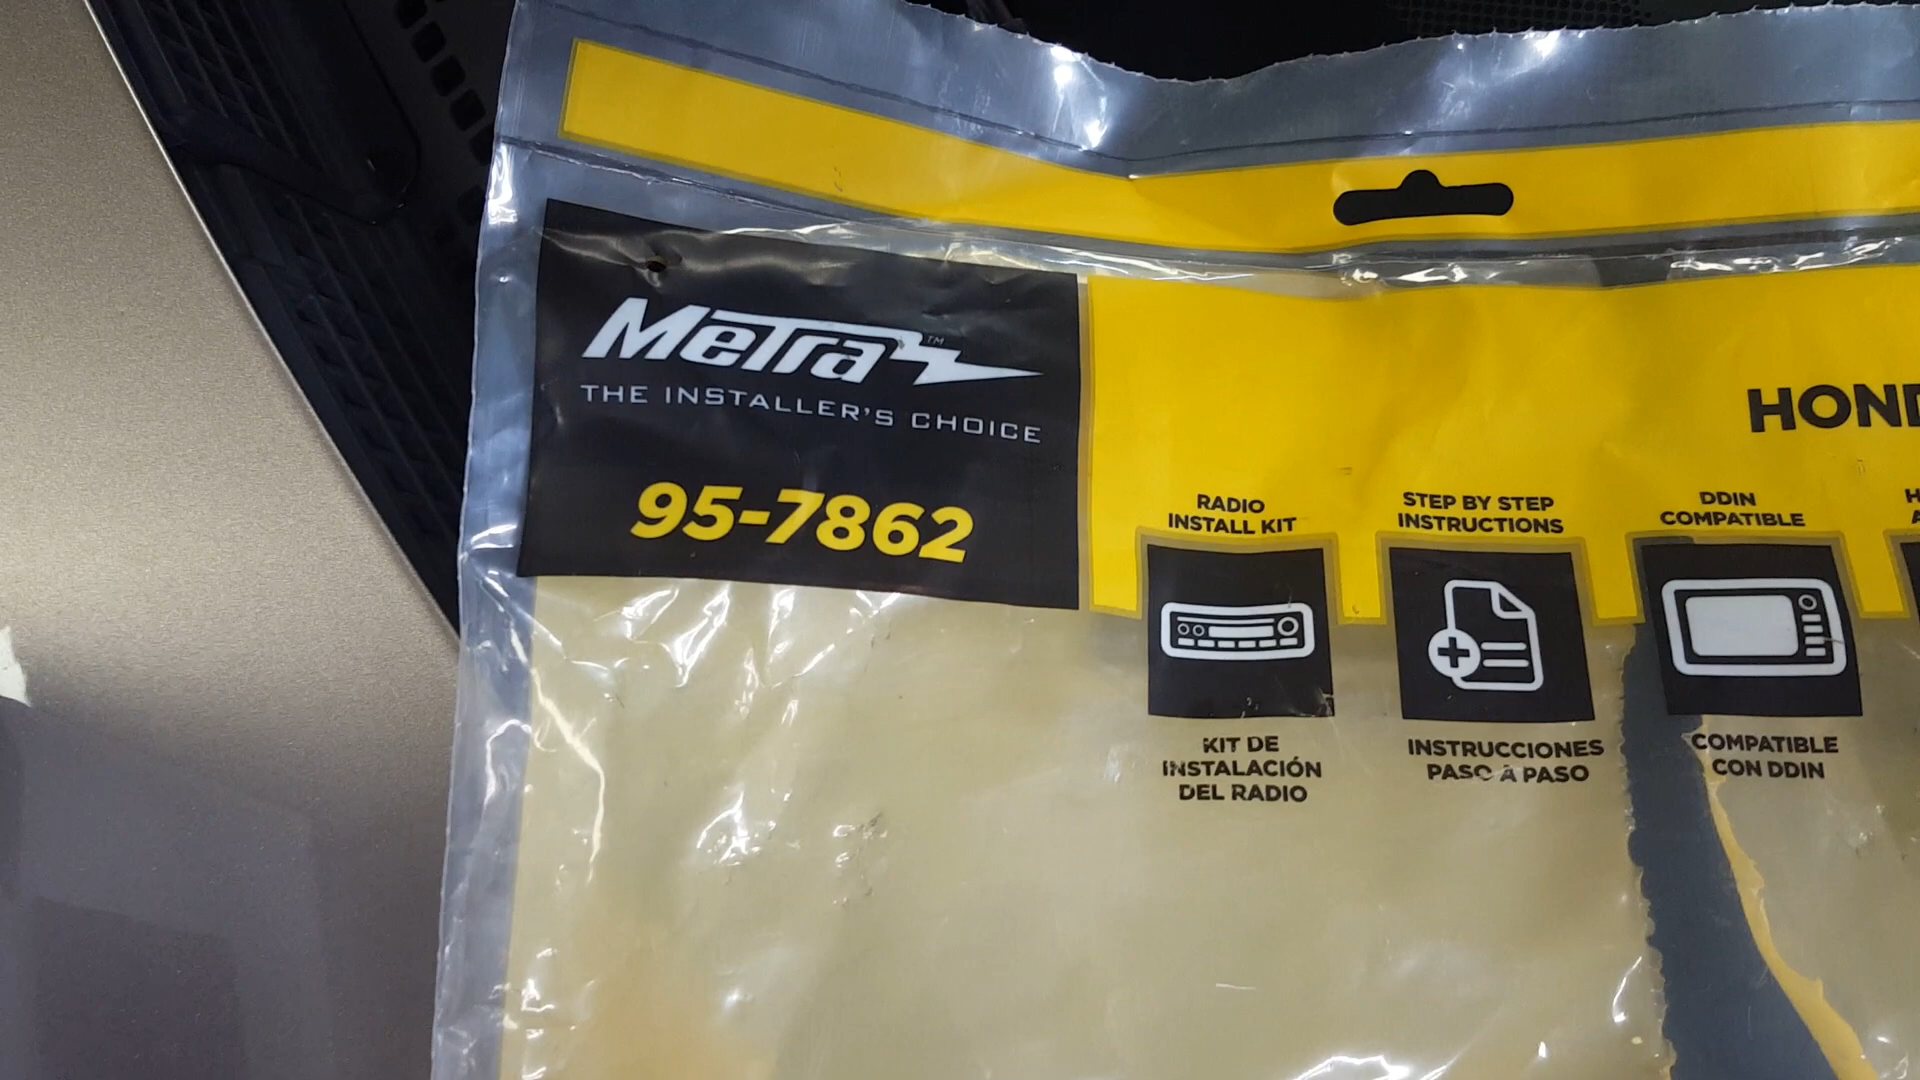 MeTra™
THE INSTALLER'S CHOICE
95-7862
RADIO
INSTALL KIT
STEP BY STEP
INSTRUCTIONS
DDIN
COMPATIBLE
KIT DE
INSTALACIÓN
DEL RADIO
INSTRUCCIONES
PASO A PASO
COMPATIBLE
CON DDIN